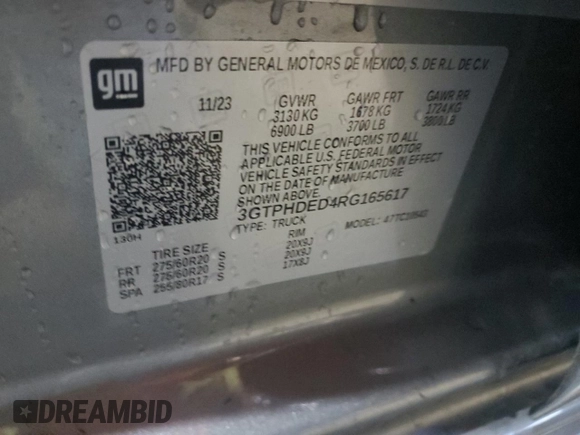 gm
MFD BY GENERAL MOTORS DE MEXICO, S. DE R.L. DE C.V.
11/23 GVWR GAWR FRT GAWR RR
3130 KG 1678 KG 1724 KG
6900 LB 3700 LB 3800 LB
THIS VEHICLE CONFORMS TO ALL
APPLICABLE U.S. FEDERAL MOTOR
VEHICLE SAFETY STANDARDS IN EFFECT
ON THE DATE OF MANUFACTURE SHOWN ABOVE.
3GTPHDED4RG165617
TYPE: TRUCK MODEL:
130H
TIRE SIZE RIM
FRT 275/60R20 S 20X9J
RR 275/60R20 S 20X9J
SPA 255/80R17 S 17X8J
DREAMBID